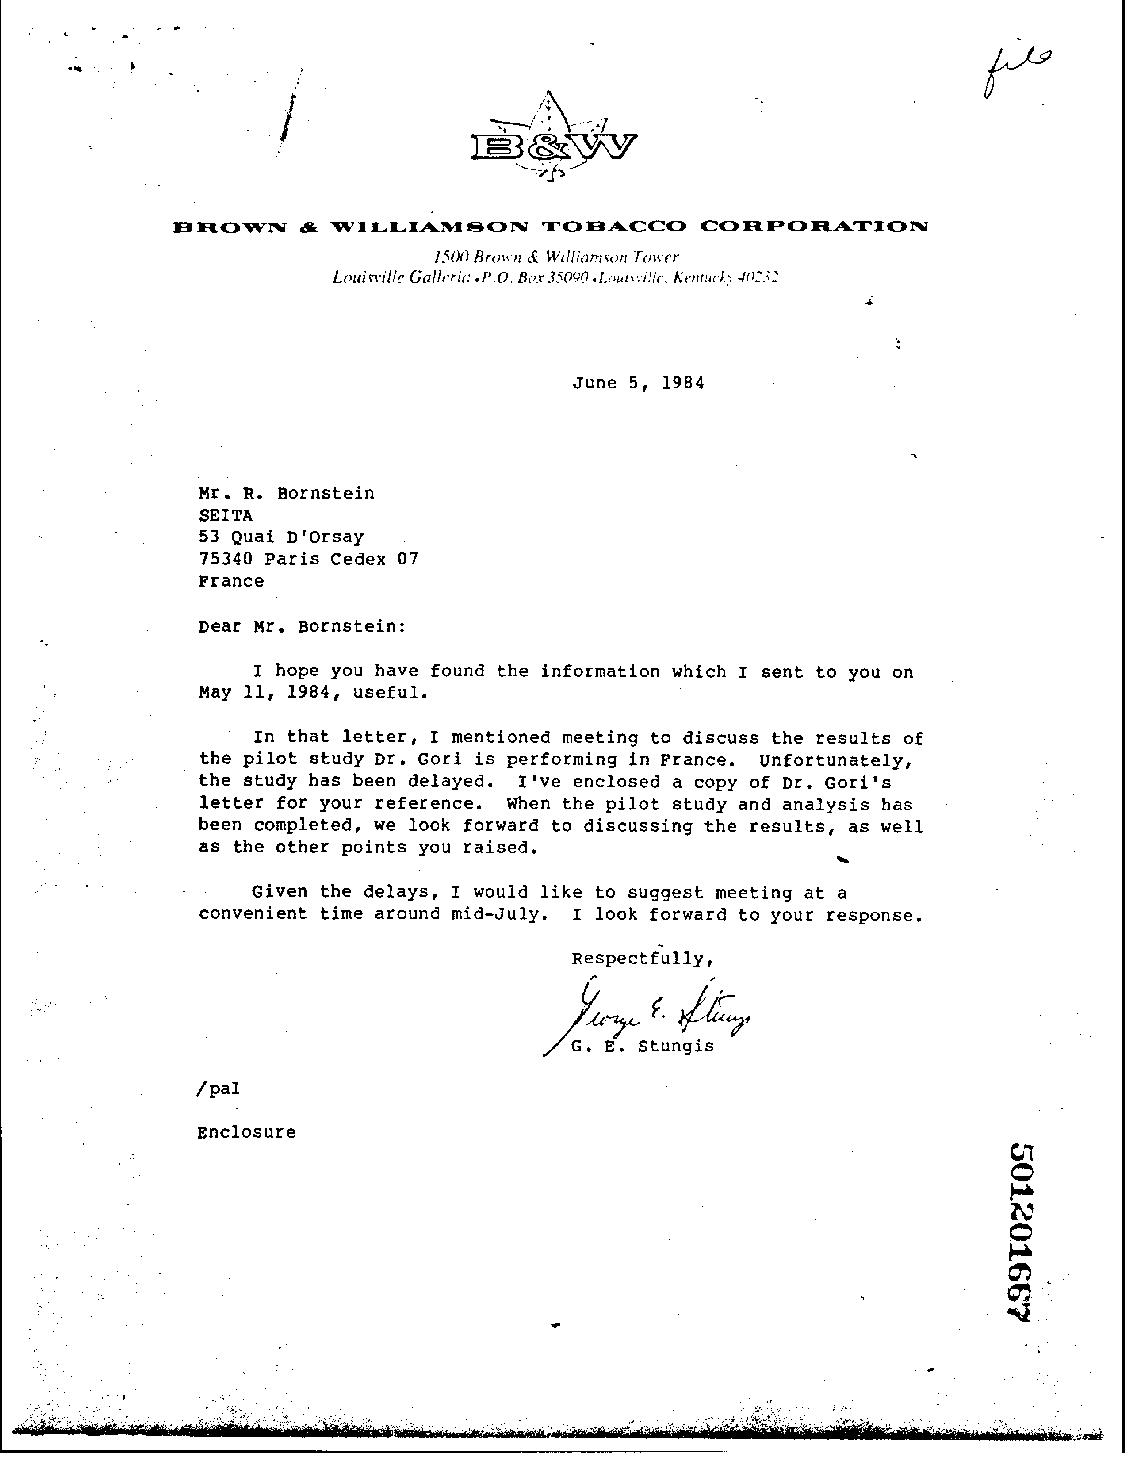 file
B&W
BROWN & WILLIAMSON TOBACCO CORPORATION
1500 Brown & Williamson Tower
Louisville Galleria • P.O. Box 35090 • Louisville, Kentucky 40232
June 5, 1984
Mr. R. Bornstein
SEITA
53 Quai D'Orsay
75340 Paris Cedex 07
France
Dear Mr. Bornstein:
I hope you have found the information which I sent to you on
May 11, 1984, useful.
In that letter, I mentioned meeting to discuss the results of
the pilot study Dr. Gori is performing in France. Unfortunately,
the study has been delayed. I've enclosed a copy of Dr. Gori's
letter for your reference. When the pilot study and analysis has
been completed, we look forward to discussing the results, as well
as the other points you raised.
Given the delays, I would like to suggest meeting at a
convenient time around mid-July. I look forward to your response.
Respectfully,
George E. Stungis
G. E. Stungis
/pal
Enclosure
501201667